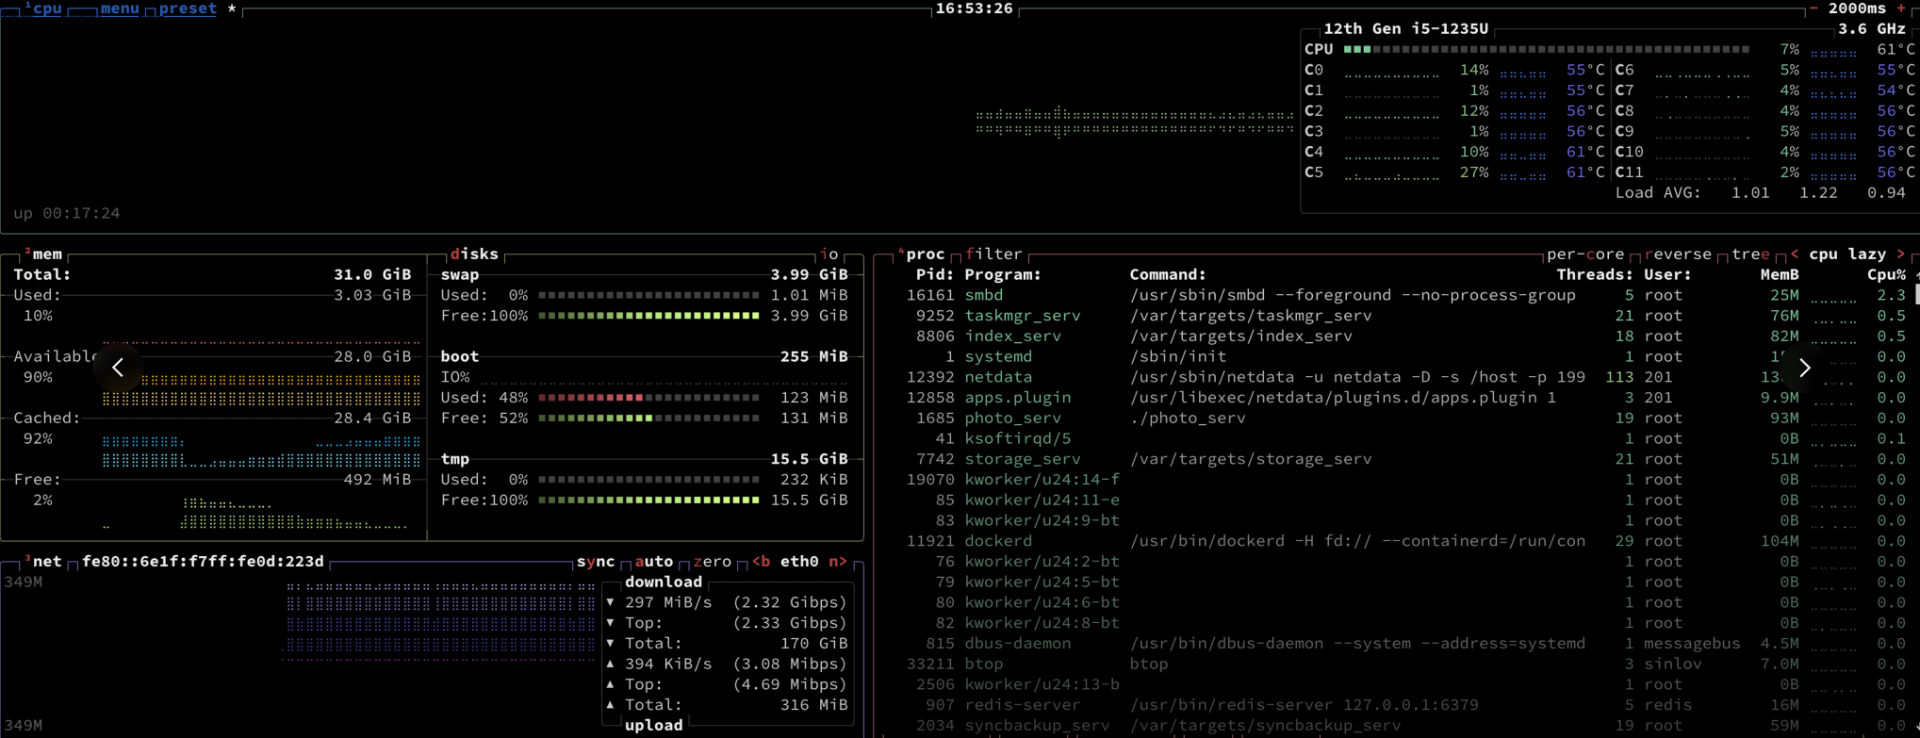 ¹cpu menu preset * 16:53:26 - 2000ms +
12th Gen i5-1235U 3.6 GHz
CPU 7% 61°C
C0 14% 55°C C6 5% 55°C
C1 1% 55°C C7 4% 54°C
C2 12% 56°C C8 4% 56°C
C3 1% 56°C C9 5% 56°C
C4 10% 61°C C10 4% 56°C
C5 27% 61°C C11 2% 56°C
Load AVG: 1.01 1.22 0.94
up 00:17:24
²mem
Total: 31.0 GiB
Used: 3.03 GiB
10%
Available 28.0 GiB
90%
Cached: 28.4 GiB
92%
Free: 492 MiB
2%
disks io
swap 3.99 GiB
Used: 0% 1.01 MiB
Free:100% 3.99 GiB
boot 255 MiB
IO%
Used: 48% 123 MiB
Free: 52% 131 MiB
tmp 15.5 GiB
Used: 0% 232 KiB
Free:100% 15.5 GiB
³net fe80::6e1f:f7ff:fe0d:223d sync auto zero <b eth0 n>
349M
download
▼ 297 MiB/s (2.32 Gibps)
▼ Top: (2.33 Gibps)
▼ Total: 170 GiB
▲ 394 KiB/s (3.08 Mibps)
▲ Top: (4.69 Mibps)
▲ Total: 316 MiB
349M
upload
⁴proc filter per-core reverse tree < cpu lazy >
Pid: Program: Command: Threads: User: MemB Cpu% ↑
16161 smbd /usr/sbin/smbd --foreground --no-process-group 5 root 25M 2.3
9252 taskmgr_serv /var/targets/taskmgr_serv 21 root 76M 0.5
8806 index_serv /var/targets/index_serv 18 root 82M 0.5
1 systemd /sbin/init 1 root 0.0
12392 netdata /usr/sbin/netdata -u netdata -D -s /host -p 199 113 201 0.0
12858 apps.plugin /usr/libexec/netdata/plugins.d/apps.plugin 1 3 201 9.9M 0.0
1685 photo_serv ./photo_serv 19 root 93M 0.0
41 ksoftirqd/5 1 root 0B 0.1
7742 storage_serv /var/targets/storage_serv 21 root 51M 0.0
19070 kworker/u24:14-f 1 root 0B 0.0
85 kworker/u24:11-e 1 root 0B 0.0
83 kworker/u24:9-bt 1 root 0B 0.0
11921 dockerd /usr/bin/dockerd -H fd:// --containerd=/run/con 29 root 104M 0.0
76 kworker/u24:2-bt 1 root 0B 0.0
79 kworker/u24:5-bt 1 root 0B 0.0
80 kworker/u24:6-bt 1 root 0B 0.0
82 kworker/u24:8-bt 1 root 0B 0.0
815 dbus-daemon /usr/bin/dbus-daemon --system --address=systemd 1 messagebus 4.5M 0.0
33211 btop btop 3 sinlov 7.0M 0.0
2506 kworker/u24:13-b 1 root 0B 0.0
907 redis-server /usr/bin/redis-server 127.0.0.1:6379 5 redis 16M 0.0
2034 syncbackup_serv /var/targets/syncbackup_serv 19 root 59M 0.0 ↓